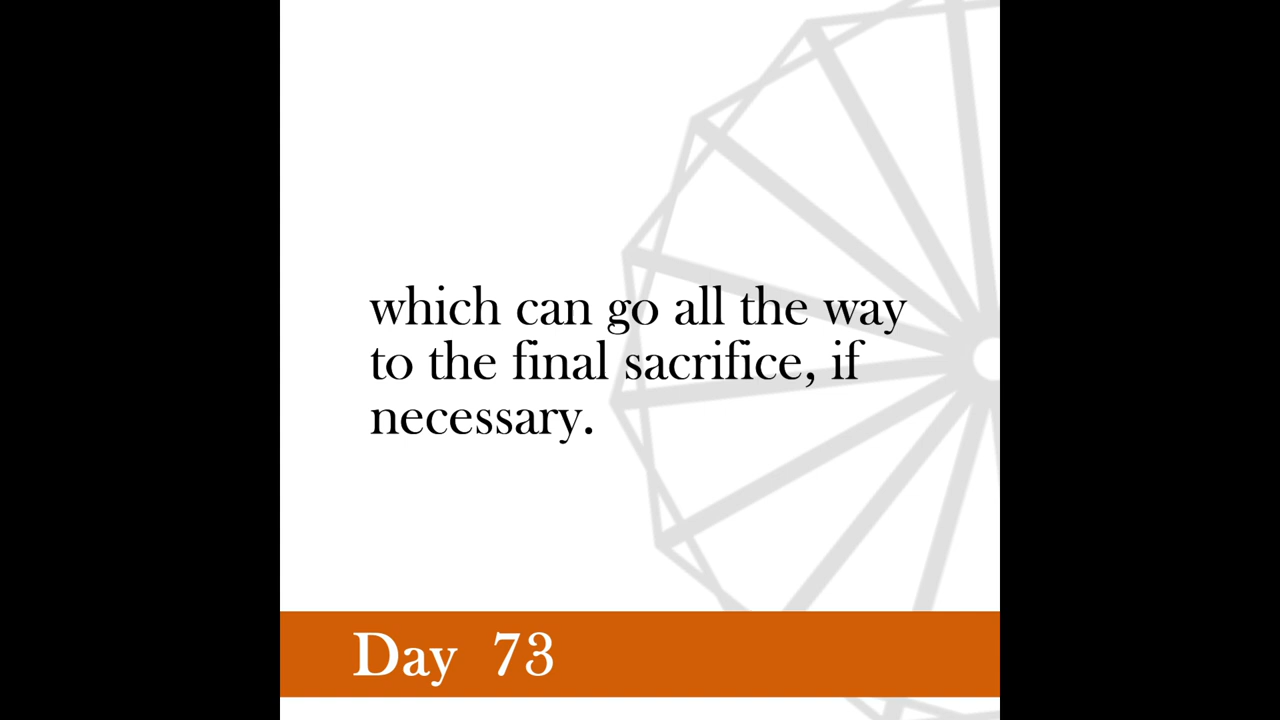 which can go all the way
to the final sacrifice, if
necessary.
Day 73